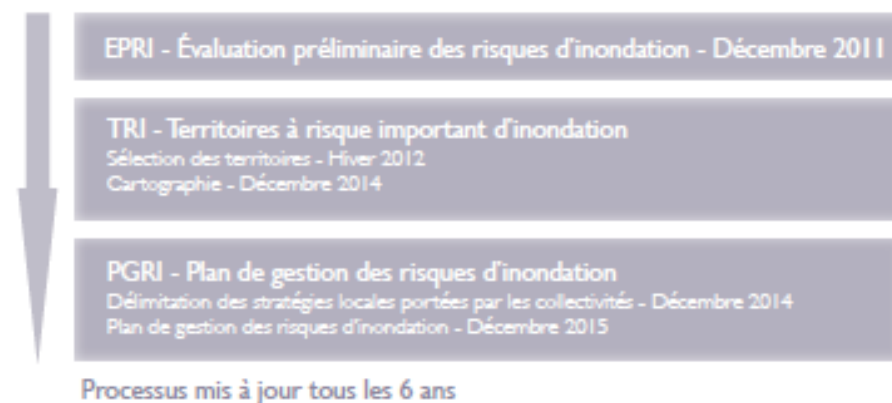 EPRI - Évaluation préliminaire des risques d'inondation - Décembre 2011
TRI - Territoires à risque important d'inondation
Sélection des territoires - Hiver 2012
Cartographie - Décembre 2014
PGRI - Plan de gestion des risques d'inondation
Délimitation des stratégies locales portées par les collectivités - Décembre 2014
Plan de gestion des risques d'inondation - Décembre 2015
Processus mis à jour tous les 6 ans